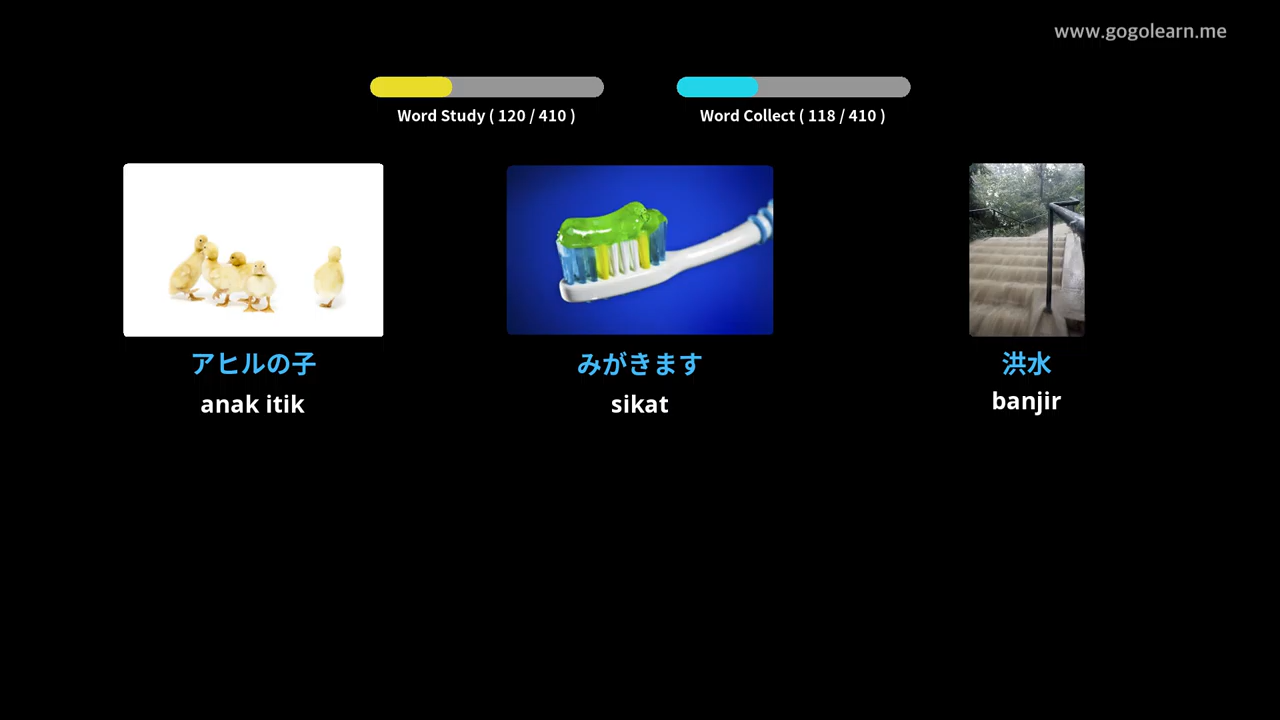 www.gogolearn.me
Word Study ( 120 / 410 )
Word Collect ( 118 / 410 )
アヒルの子
みがきます
洪水
anak itik
sikat
banjir